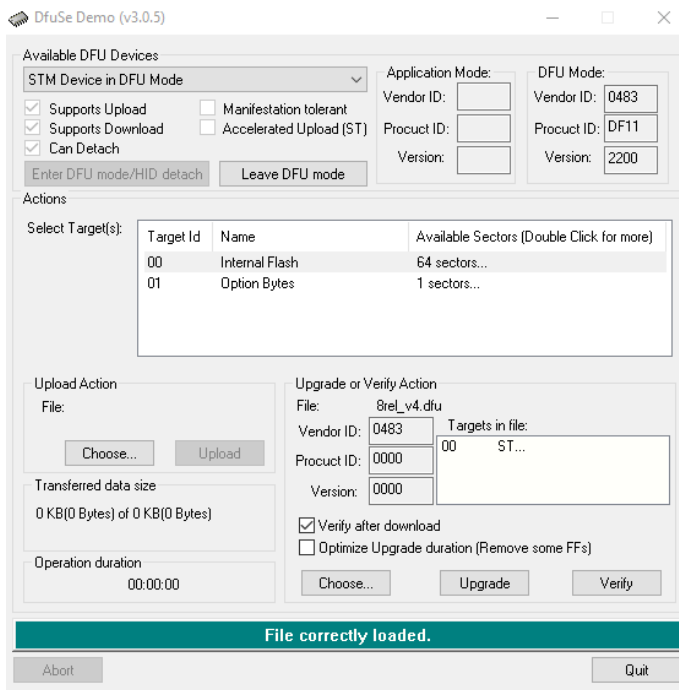 DfuSe Demo (v3.0.5)
Available DFU Devices
STM Device in DFU Mode
Supports Upload
Manifestation tolerant
Supports Download
Accelerated Upload (ST)
Can Detach
Enter DFU mode/HID detach
Leave DFU mode
Application Mode:
Vendor ID:
Procuct ID:
Version:
DFU Mode:
Vendor ID: 0483
Procuct ID: DF11
Version: 2200
Actions
Select Target(s):
Target Id Name Available Sectors (Double Click for more)
00 Internal Flash 64 sectors...
01 Option Bytes 1 sectors...
Upload Action
File:
Choose... Upload
Transferred data size
0 KB(0 Bytes) of 0 KB(0 Bytes)
Operation duration
00:00:00
Upgrade or Verify Action
File: 8rel_v4.dfu
Vendor ID: 0483
Procuct ID: 0000
Version: 0000
Targets in file:
00 ST...
Verify after download
Optimize Upgrade duration (Remove some FFs)
Choose... Upgrade Verify
File correctly loaded.
Abort Quit